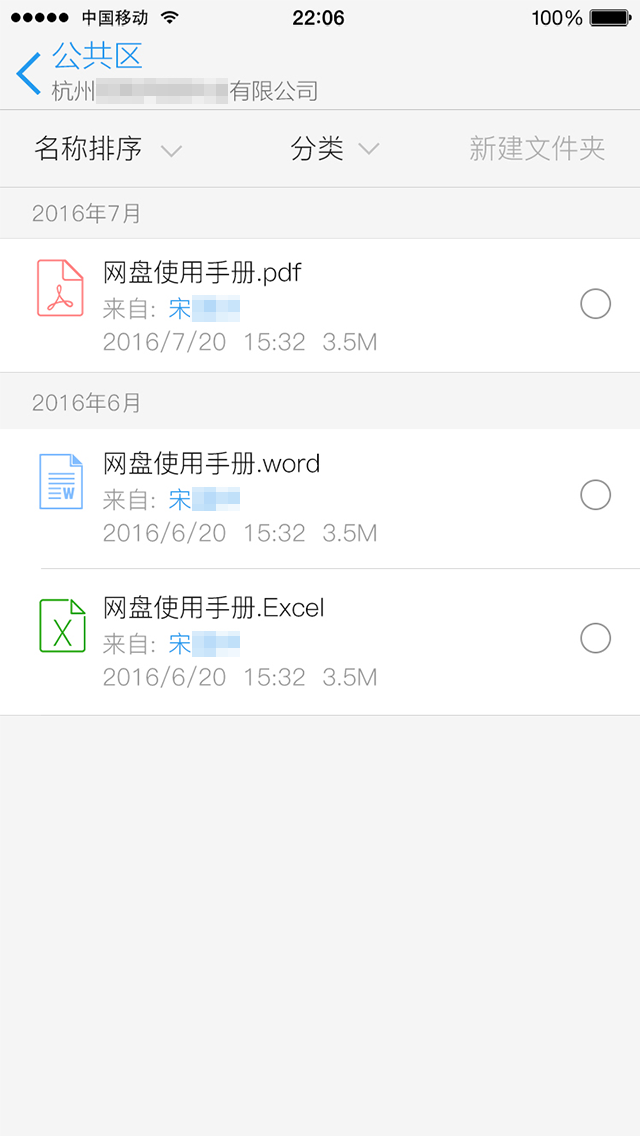 中国移动 22:06 100%
公共区
杭州 有限公司
名称排序 分类 新建文件夹
2016年7月
网盘使用手册.pdf
来自: 宋
2016/7/20 15:32 3.5M
2016年6月
网盘使用手册.word
来自: 宋
2016/6/20 15:32 3.5M
W
网盘使用手册.Excel
来自: 宋
2016/6/20 15:32 3.5M
X